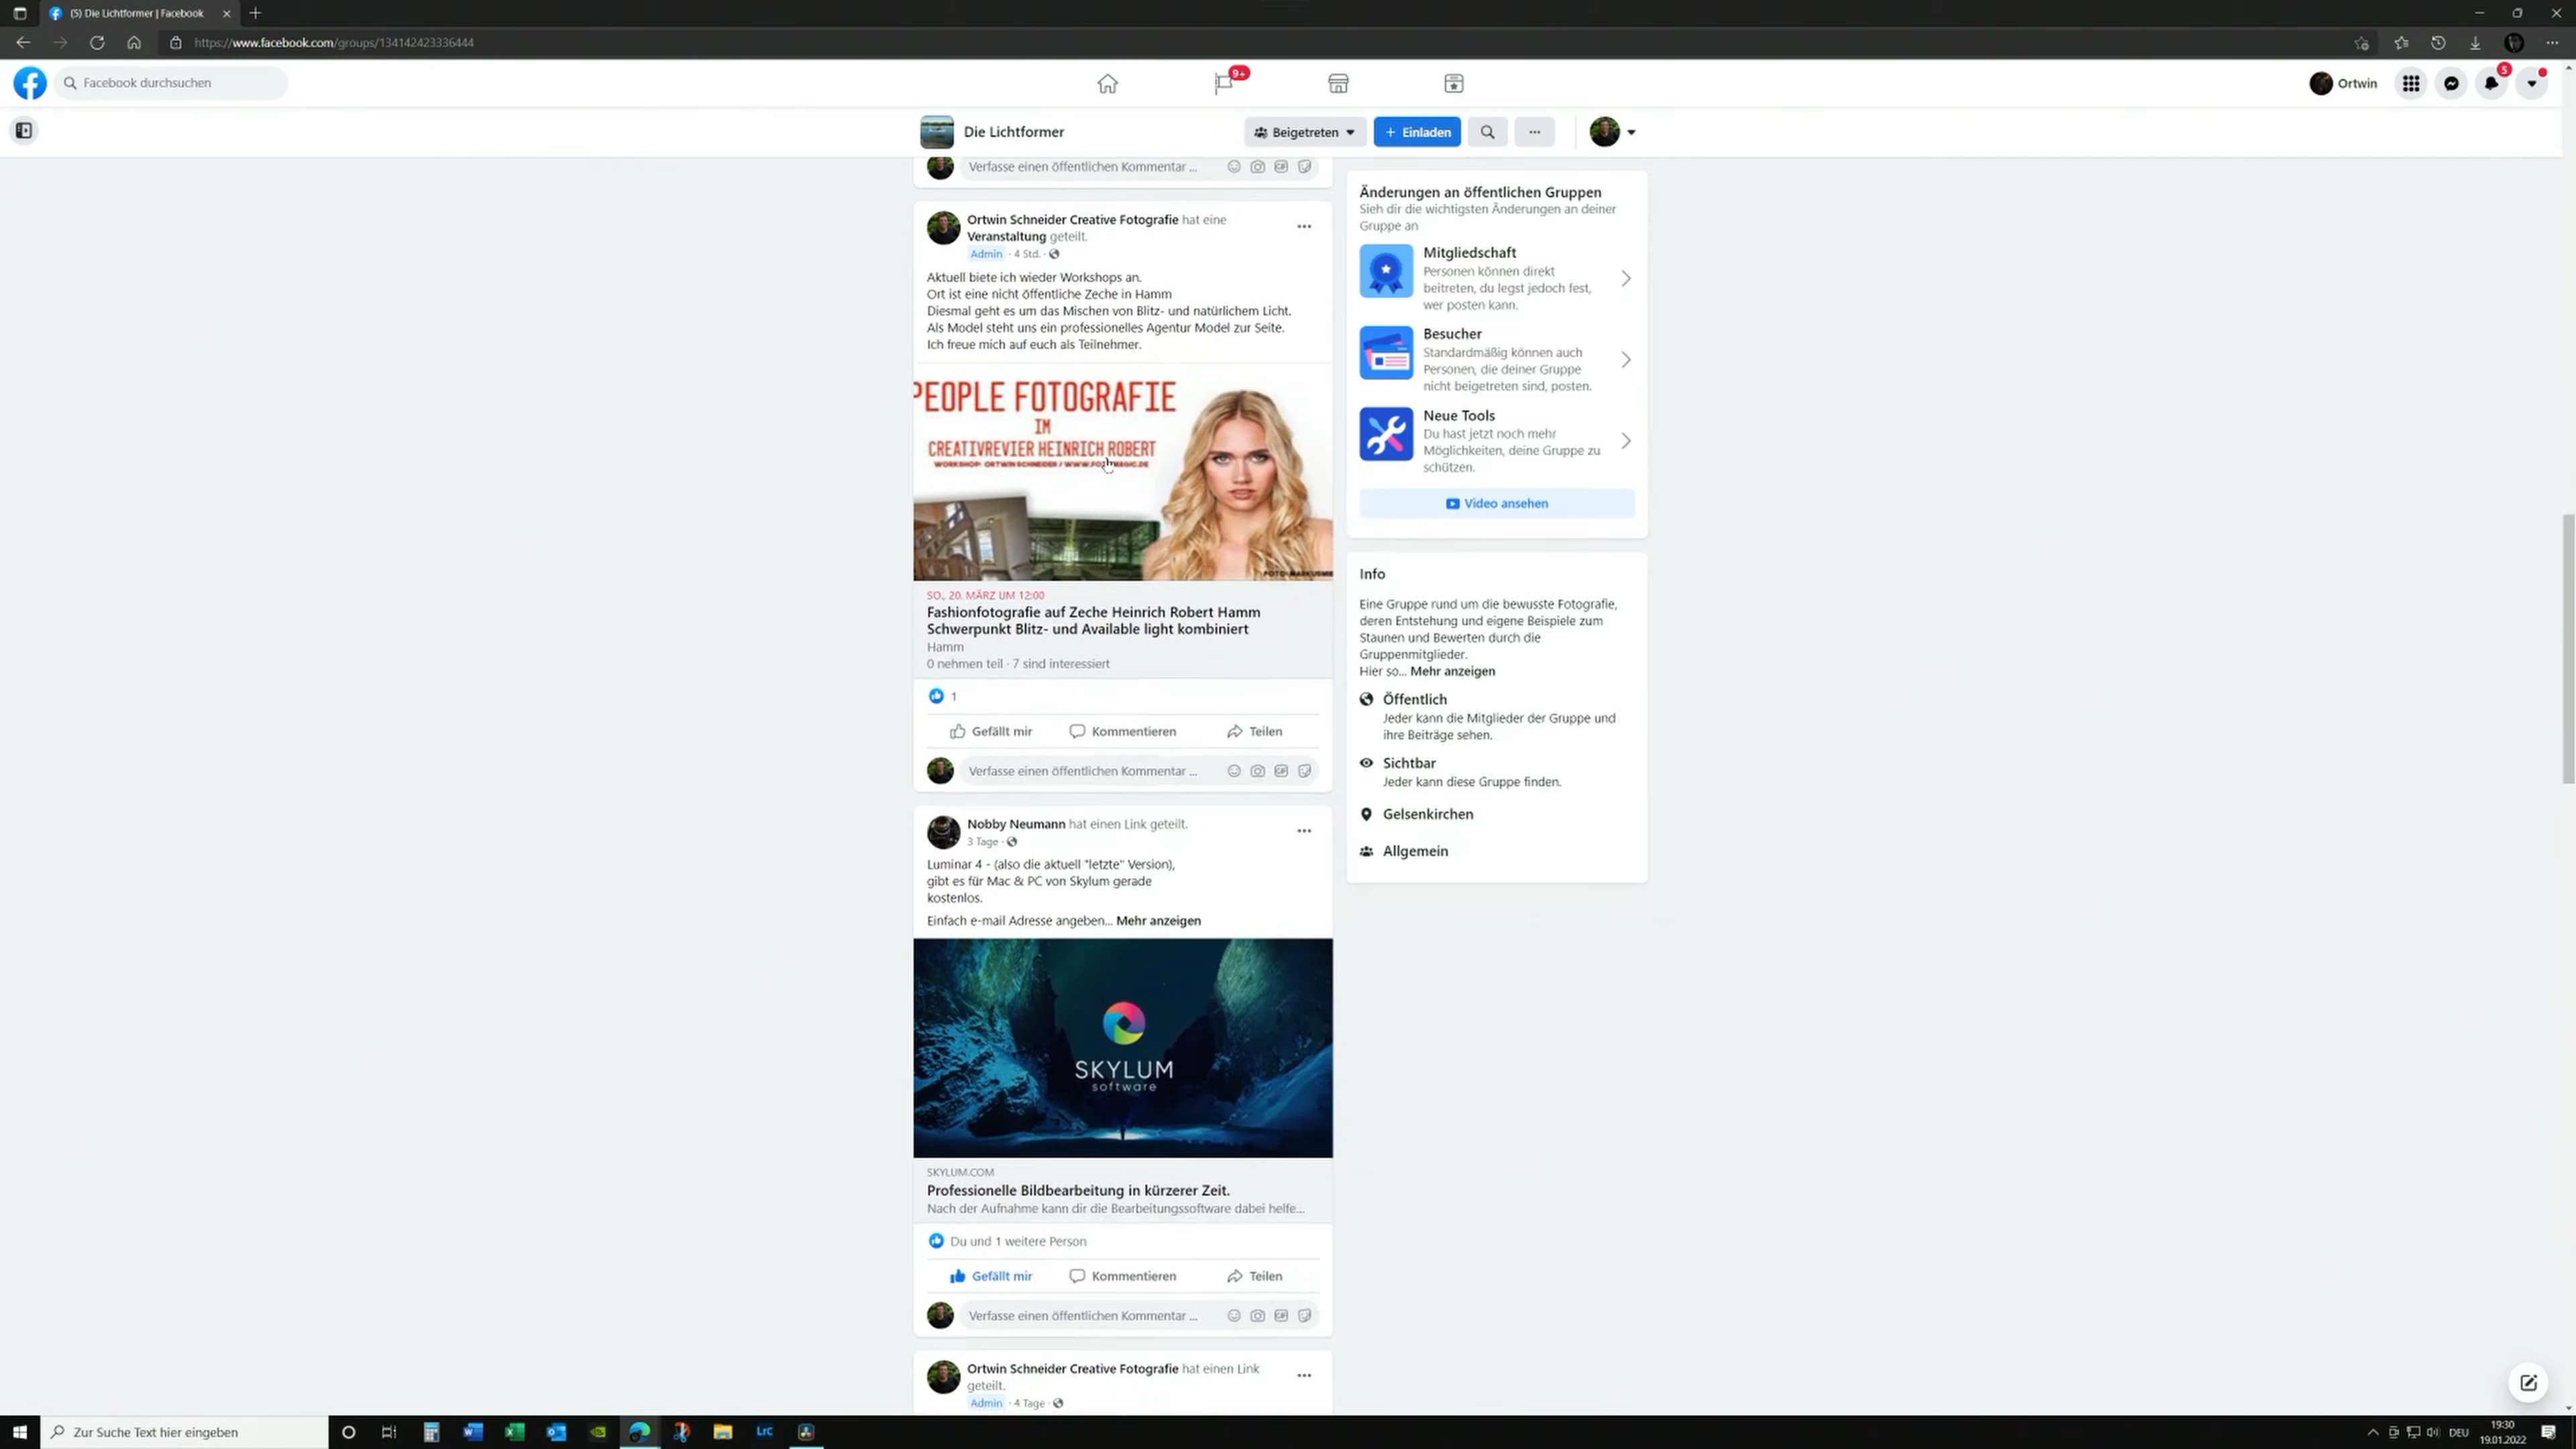 (5) Die Lichtformer | Facebook
https://www.facebook.com/groups/134142423336444
Facebook durchsuchen
9+
Ortwin
5
Die Lichtformer
Beigetreten
+ Einladen
Verfasse einen öffentlichen Kommentar ...
Ortwin Schneider Creative Fotografie hat eine
Veranstaltung geteilt.
Admin · 4 Std. ·
Aktuell biete ich wieder Workshops an.
Ort ist eine nicht öffentliche Zeche in Hamm
Diesmal geht es um das Mischen von Blitz- und natürlichem Licht.
Als Model steht uns ein professionelles Agentur Model zur Seite.
Ich freue mich auf euch als Teilnehmer.
PEOPLE FOTOGRAFIE
IM
CREATIVREVIER HEINRICH ROBERT
WORKSHOP: ORTWIN SCHNEIDER /
SO., 20. MÄRZ UM 12:00
Fashionfotografie auf Zeche Heinrich Robert Hamm
Schwerpunkt Blitz- und Available light kombiniert
Hamm
0 nehmen teil · 7 sind interessiert
1
Gefällt mir
Kommentieren
Teilen
Verfasse einen öffentlichen Kommentar ...
Nobby Neumann hat einen Link geteilt.
3 Tage ·
Luminar 4 - (also die aktuell "letzte" Version),
gibt es für Mac & PC von Skylum gerade
kostenlos.
Einfach e-mail Adresse angeben... Mehr anzeigen
SKYLUM
software
SKYLUM.COM
Professionelle Bildbearbeitung in kürzerer Zeit.
Nach der Aufnahme kann dir die Bearbeitungssoftware dabei helfe...
Du und 1 weitere Person
Gefällt mir
Kommentieren
Teilen
Verfasse einen öffentlichen Kommentar ...
Ortwin Schneider Creative Fotografie hat einen Link
geteilt.
Admin · 4 Tage ·
Änderungen an öffentlichen Gruppen
Sieh dir die wichtigsten Änderungen an deiner
Gruppe an
Mitgliedschaft
Personen können direkt
beitreten, du legst jedoch fest,
wer posten kann.
Besucher
Standardmäßig können auch
Personen, die deiner Gruppe
nicht beigetreten sind, posten.
Neue Tools
Du hast jetzt noch mehr
Möglichkeiten, deine Gruppe zu
schützen.
Video ansehen
Info
Eine Gruppe rund um die bewusste Fotografie,
deren Entstehung und eigene Beispiele zum
Staunen und Bewerten durch die
Gruppenmitglieder.
Hier so... Mehr anzeigen
Öffentlich
Jeder kann die Mitglieder der Gruppe und
ihre Beiträge sehen.
Sichtbar
Jeder kann diese Gruppe finden.
Gelsenkirchen
Allgemein
Zur Suche Text hier eingeben
LrC
DEU
19:30
19.01.2022